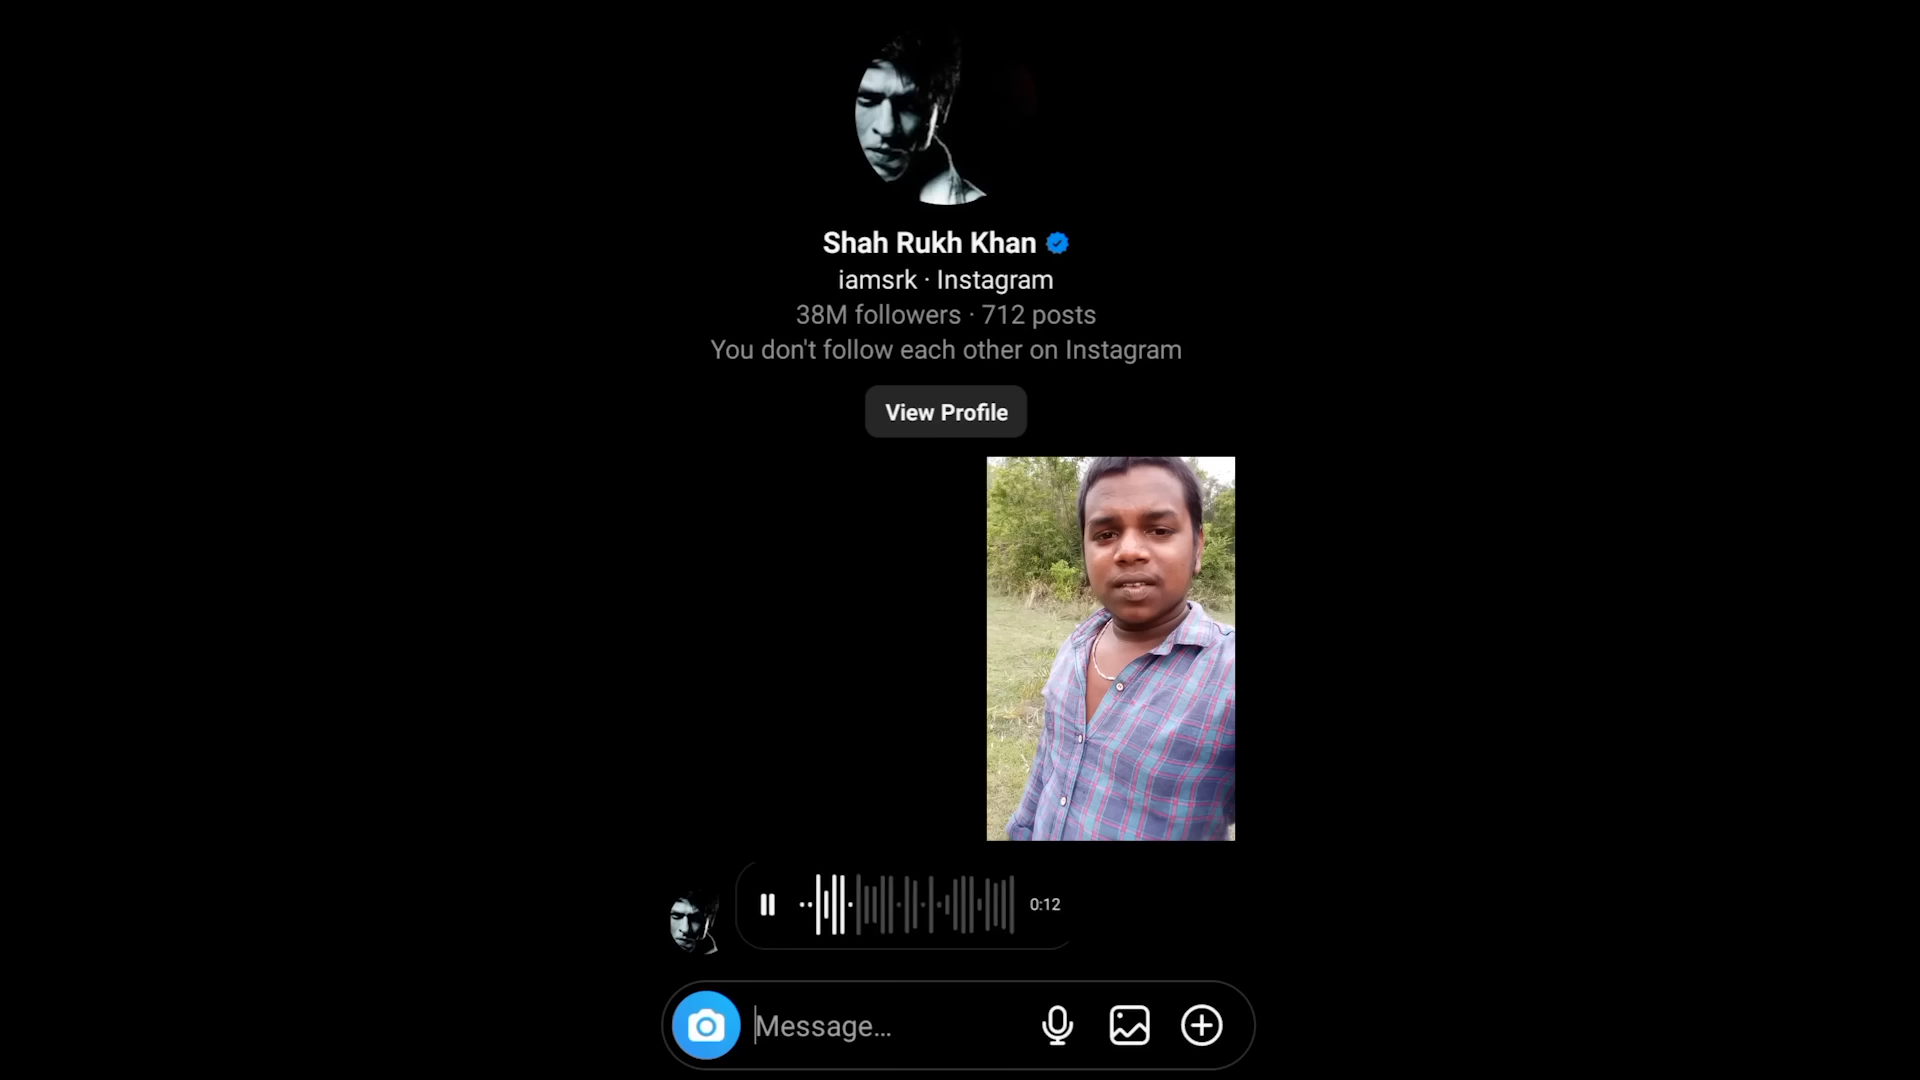 Shah Rukh Khan
iamsrk · Instagram
38M followers · 712 posts
You don't follow each other on Instagram
View Profile
0:12
Message...